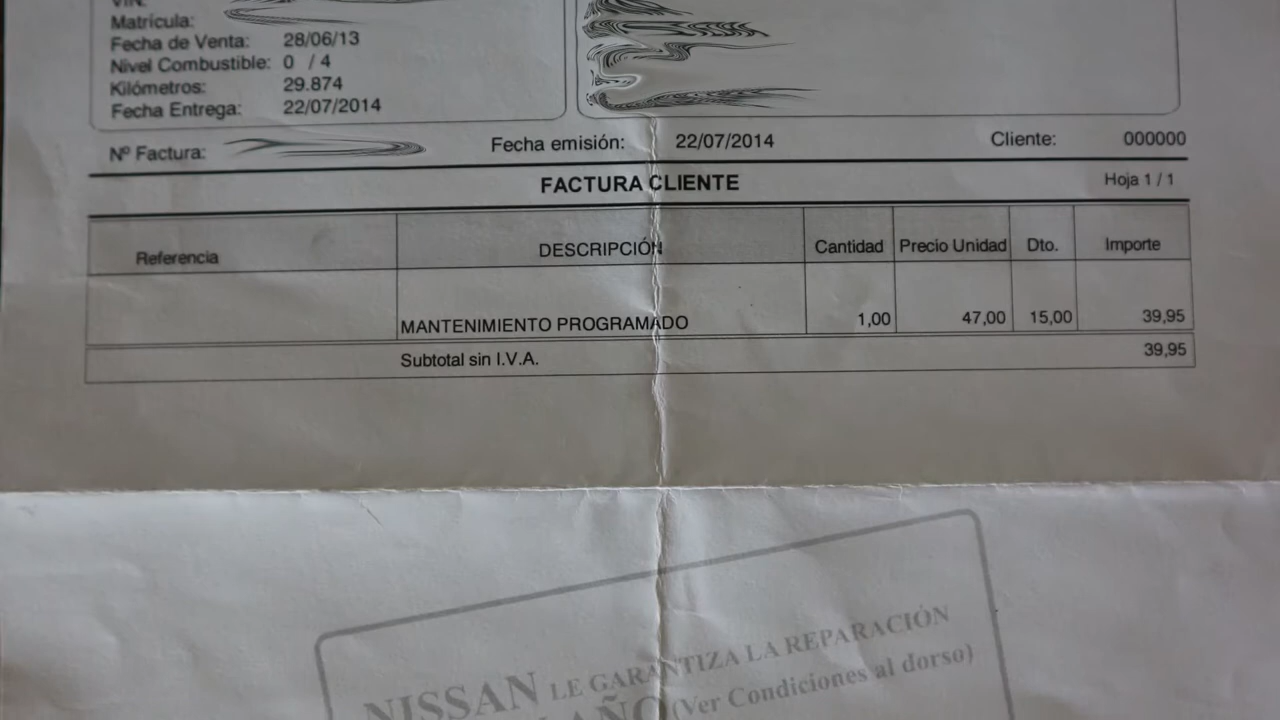 VIN:
Matrícula:
Fecha de Venta: 28/06/13
Nivel Combustible: 0 / 4
Kilómetros: 29.874
Fecha Entrega: 22/07/2014
Nº Factura: Fecha emisión: 22/07/2014 Cliente: 000000
FACTURA CLIENTE Hoja 1 / 1
Referencia DESCRIPCIÓN Cantidad Precio Unidad Dto. Importe
MANTENIMIENTO PROGRAMADO 1,00 47,00 15,00 39,95
Subtotal sin I.V.A. 39,95
NISSAN LE GARANTIZA LA REPARACIÓN
(Ver Condiciones al dorso)